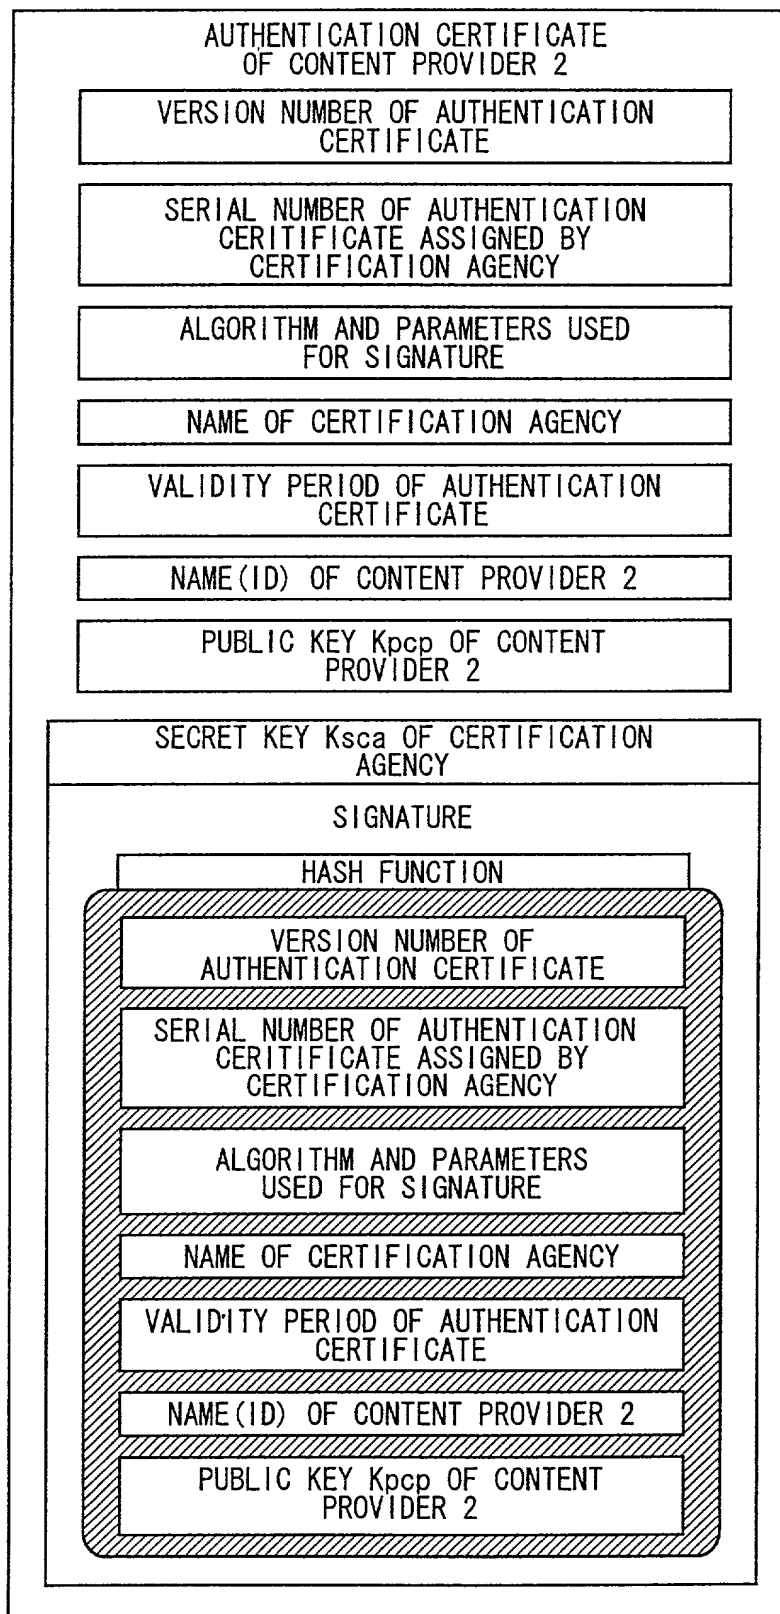 AUTHENTICATION CERTIFICATE
OF CONTENT PROVIDER 2
VERSION NUMBER OF AUTHENTICATION
CERTIFICATE
SERIAL NUMBER OF AUTHENTICATION
CERITIFICATE ASSIGNED BY
CERTIFICATION AGENCY
ALGORITHM AND PARAMETERS USED
FOR SIGNATURE
NAME OF CERTIFICATION AGENCY
VALIDITY PERIOD OF AUTHENTICATION
CERTIFICATE
NAME(ID) OF CONTENT PROVIDER 2
PUBLIC KEY Kpcp OF CONTENT
PROVIDER 2
SECRET KEY Ksca OF CERTIFICATION
AGENCY
SIGNATURE
HASH FUNCTION
VERSION NUMBER OF
AUTHENTICATION CERTIFICATE
SERIAL NUMBER OF AUTHENTICATION
CERITIFICATE ASSIGNED BY
CERTIFICATION AGENCY
ALGORITHM AND PARAMETERS
USED FOR SIGNATURE
NAME OF CERTIFICATION AGENCY
VALIDITY PERIOD OF AUTHENTICATION
CERTIFICATE
NAME(ID) OF CONTENT PROVIDER 2
PUBLIC KEY Kpcp OF CONTENT
PROVIDER 2